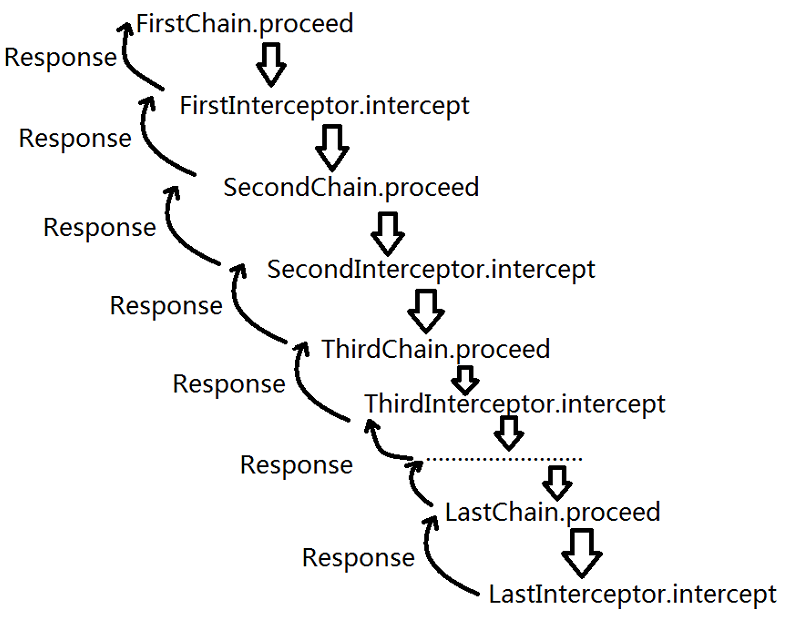 FirstChain.proceed
Response
FirstInterceptor.intercept
Response
SecondChain.proceed
Response
SecondInterceptor.intercept
Response
ThirdChain.proceed
Response
ThirdInterceptor.intercept
Response
.........................
LastChain.proceed
Response
LastInterceptor.intercept